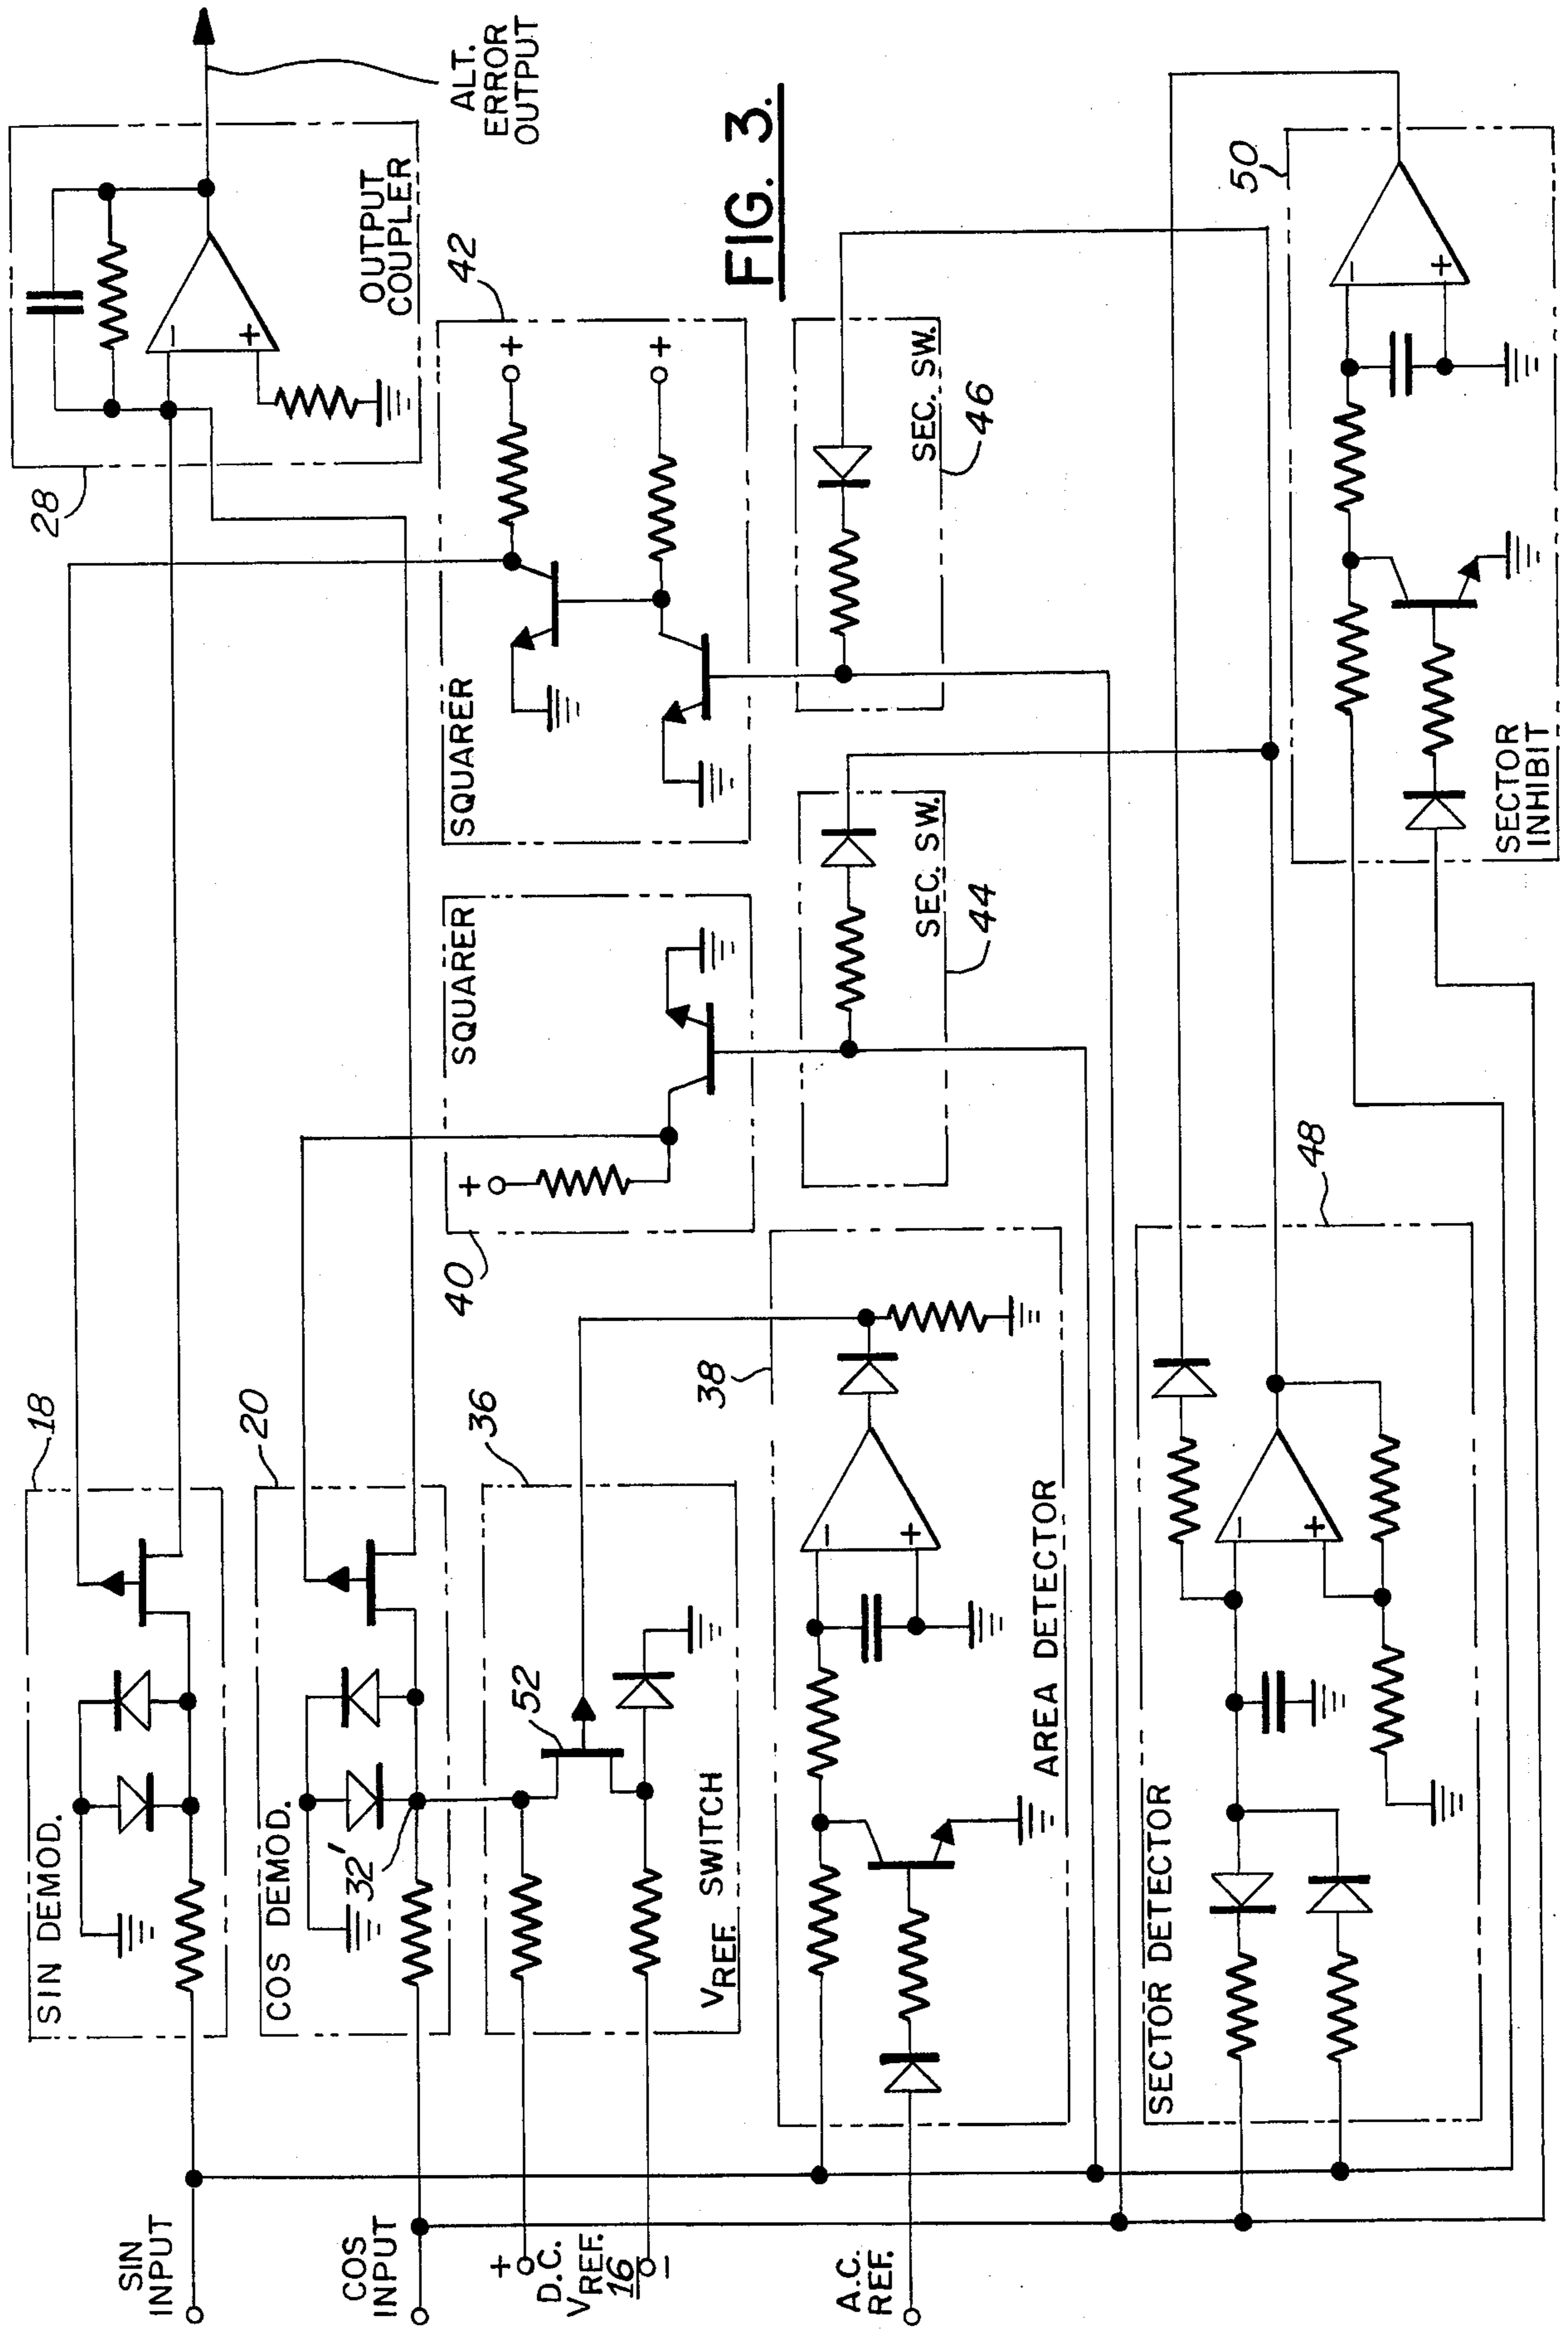 FIG. 3.
SIN
INPUT
COS
INPUT
+
D.C.
VREF.
16
−
A.C.
REF.
18
SIN DEMOD.
20
COS DEMOD.
32'
36
52
VREF. SWITCH
38
−
+
AREA DETECTOR
48
−
+
SECTOR DETECTOR
40
SQUARER
+
42
SQUARER
+
+
SEC. SW.
44
SEC. SW.
46
28
−
+
OUTPUT
COUPLER
ALT.
ERROR
OUTPUT
50
−
+
SECTOR
INHIBIT